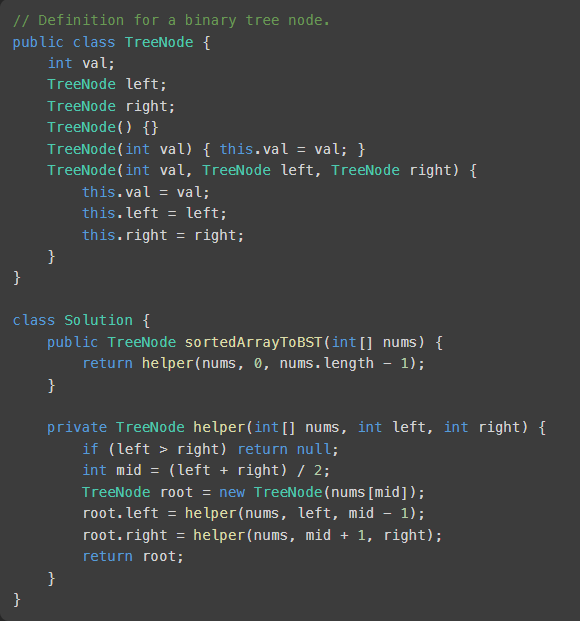 // Definition for a binary tree node.
public class TreeNode {
    int val;
    TreeNode left;
    TreeNode right;
    TreeNode() {}
    TreeNode(int val) { this.val = val; }
    TreeNode(int val, TreeNode left, TreeNode right) {
        this.val = val;
        this.left = left;
        this.right = right;
    }
}

class Solution {
    public TreeNode sortedArrayToBST(int[] nums) {
        return helper(nums, 0, nums.length - 1);
    }

    private TreeNode helper(int[] nums, int left, int right) {
        if (left > right) return null;
        int mid = (left + right) / 2;
        TreeNode root = new TreeNode(nums[mid]);
        root.left = helper(nums, left, mid - 1);
        root.right = helper(nums, mid + 1, right);
        return root;
    }
}